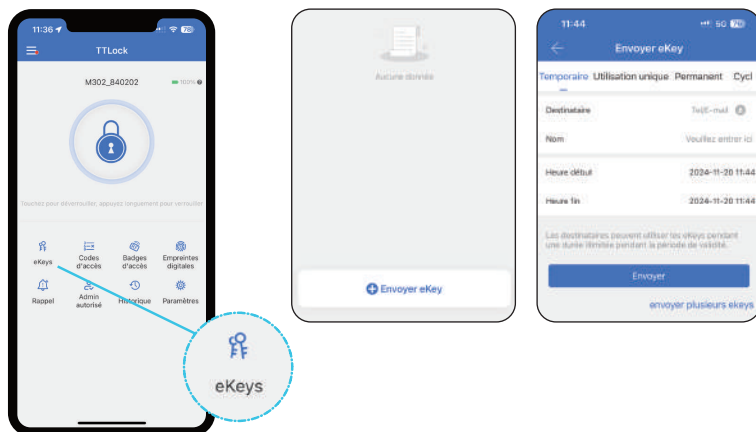 11:36
76
TTLock
M302_840202
100%
Touchez pour déverrouiller, appuyez longuement pour verrouiller
eKeys
Codes d'accès
Badges d'accès
Empreintes digitales
Rappel
Admin autorisé
Historique
Paramètres
eKeys
Aucune donnée
Envoyer eKey
11:44
5G
Envoyer eKey
Temporaire Utilisation unique Permanent Cycl
Destinataire Tel/E-mail
Nom Veuillez entrer ici
Heure début 2024-11-20 11:44
Heure fin 2024-11-20 11:44
Les destinataires peuvent utiliser les eKeys pendant
une durée illimitée pendant la période de validité.
Envoyer
envoyer plusieurs ekeys